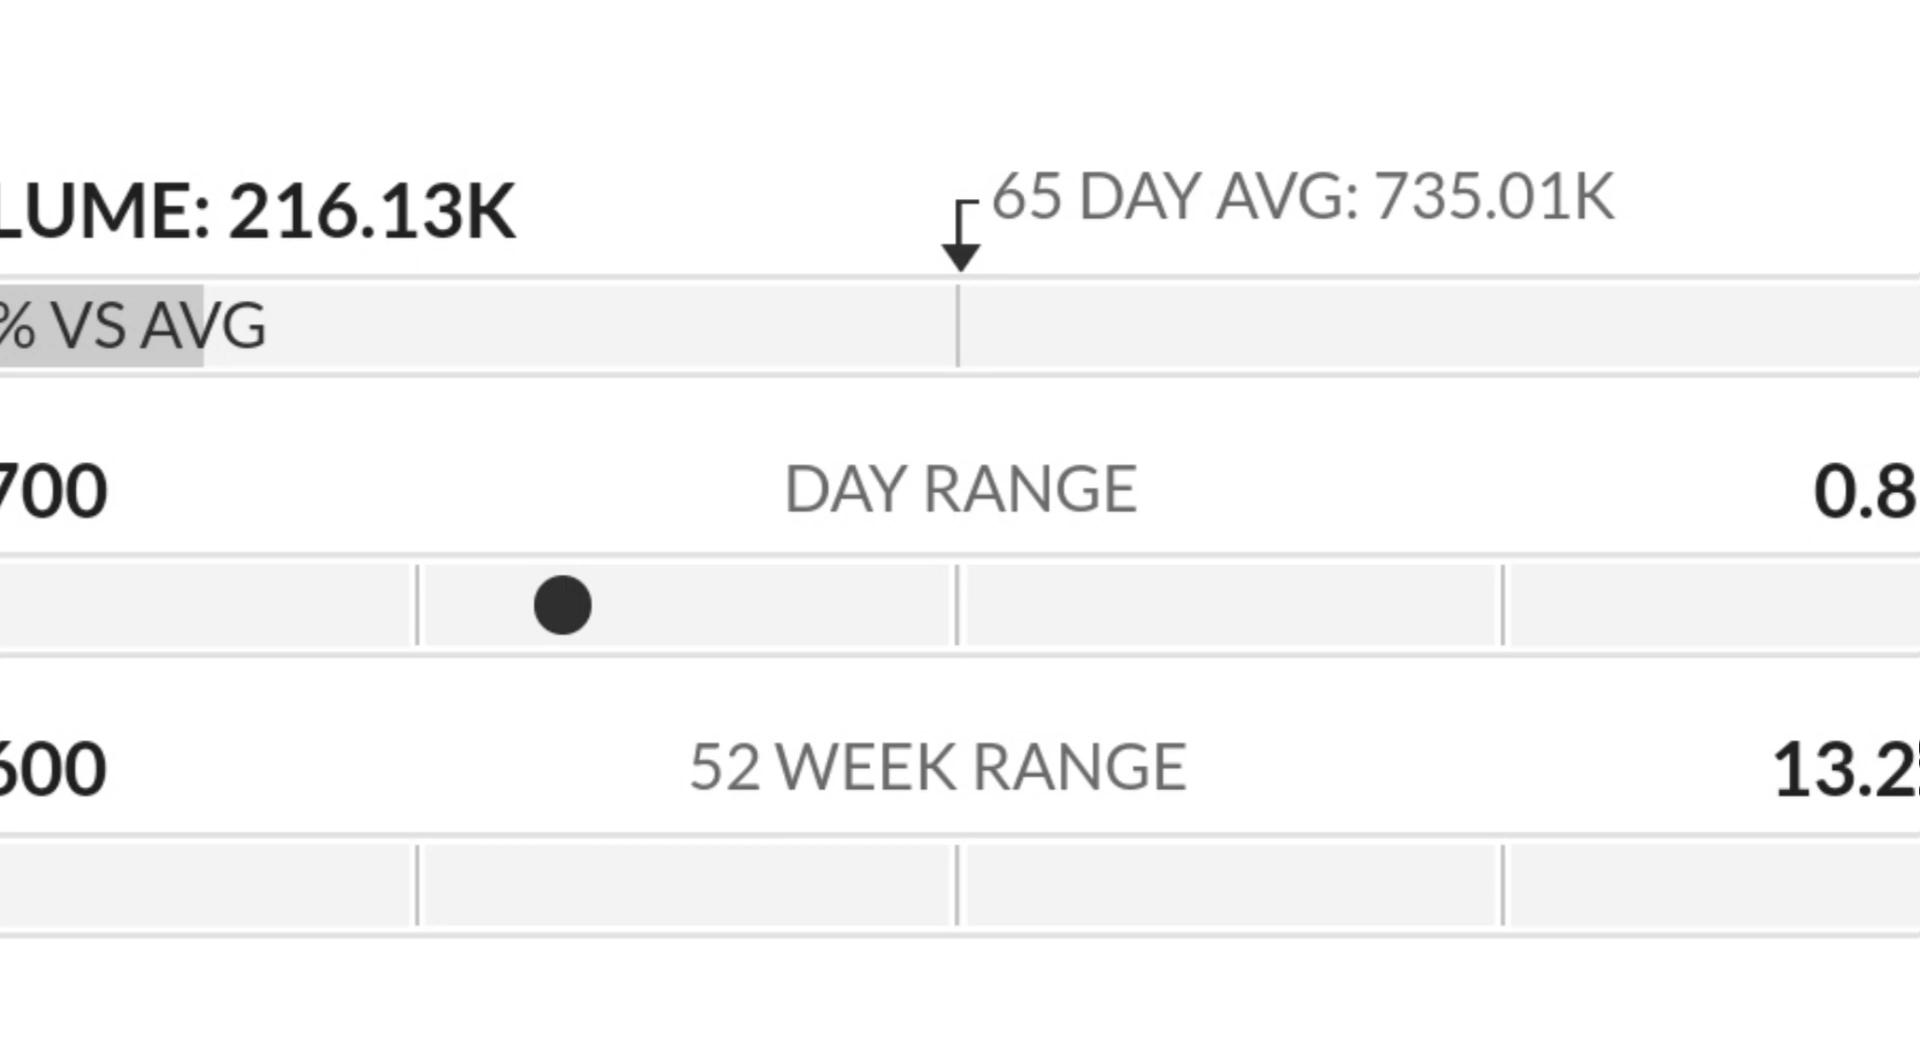 LUME: 216.13K
65 DAY AVG: 735.01K
% VS AVG
700
DAY RANGE
0.8
600
52 WEEK RANGE
13.2